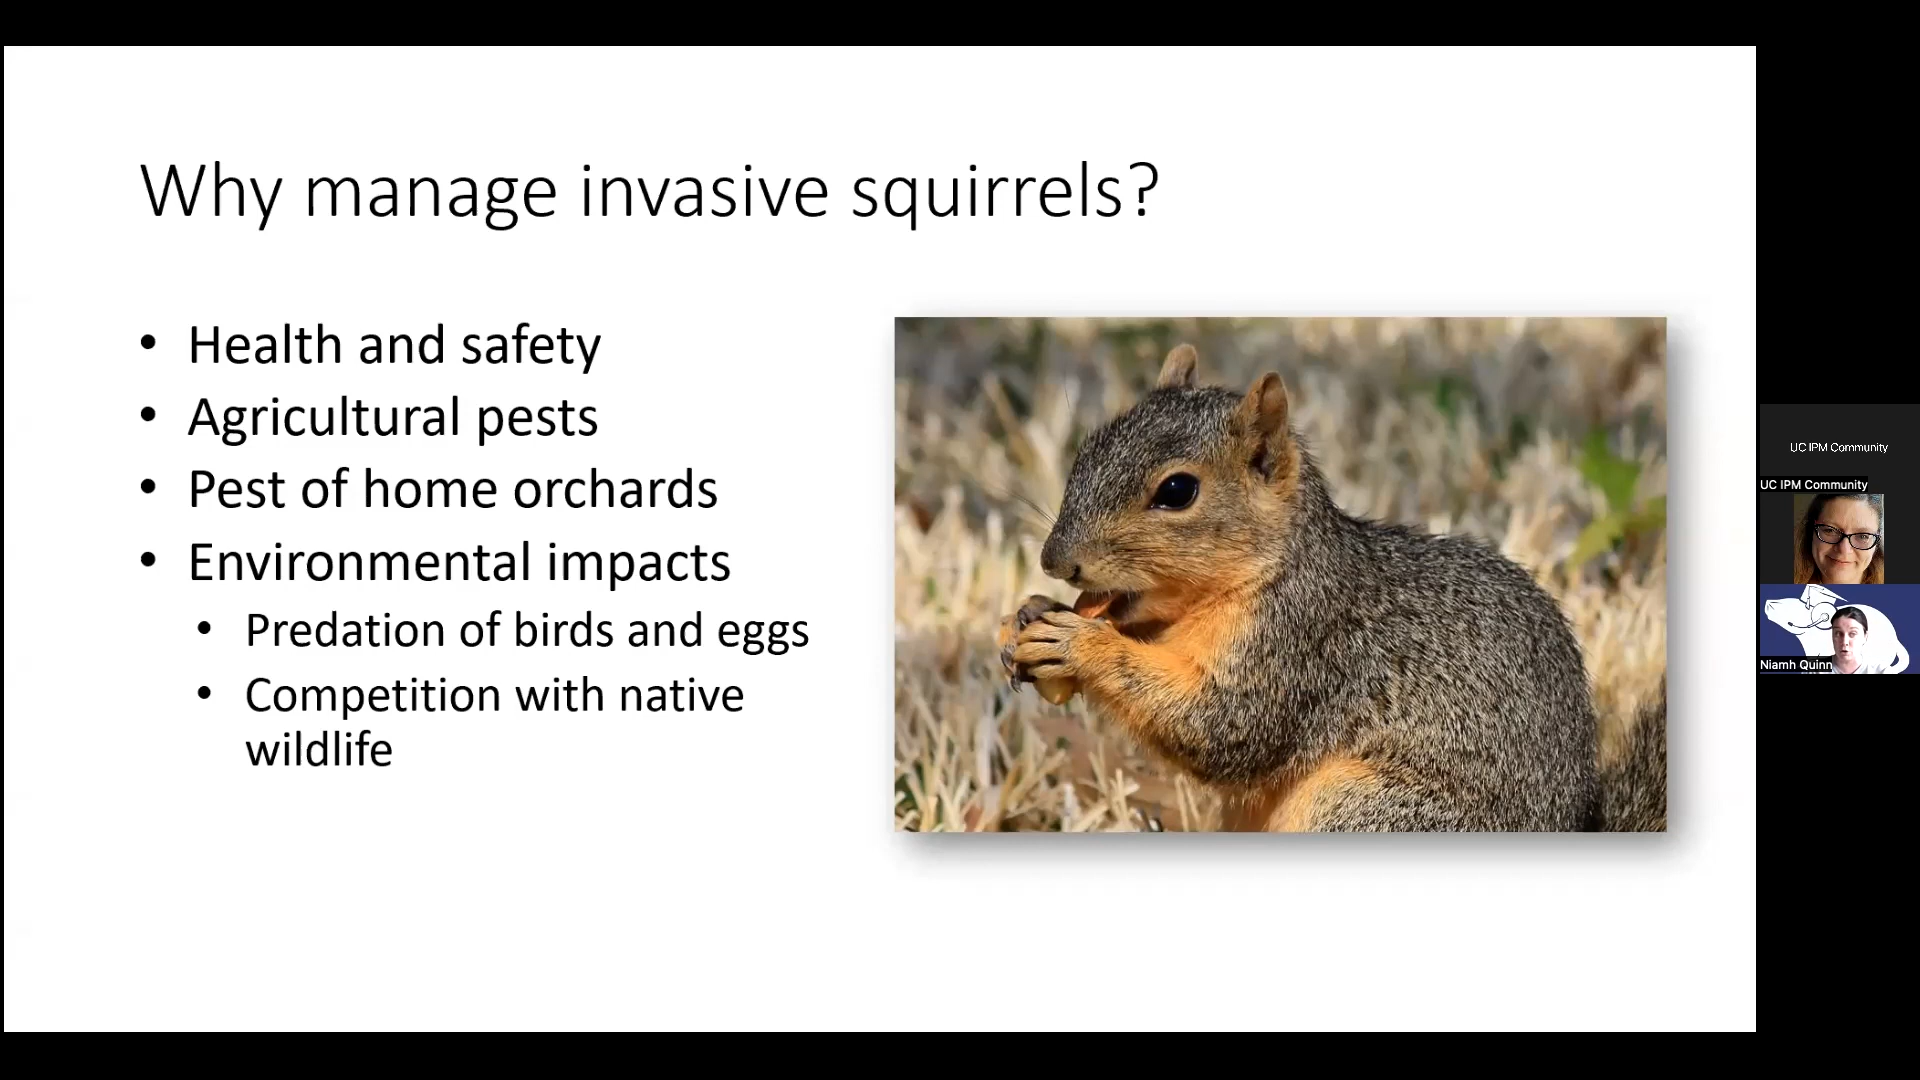 Why manage invasive squirrels?
• Health and safety
• Agricultural pests
• Pest of home orchards
• Environmental impacts
• Predation of birds and eggs
• Competition with native
wildlife
UC IPM Community
UC IPM Community
Niamh Quinn